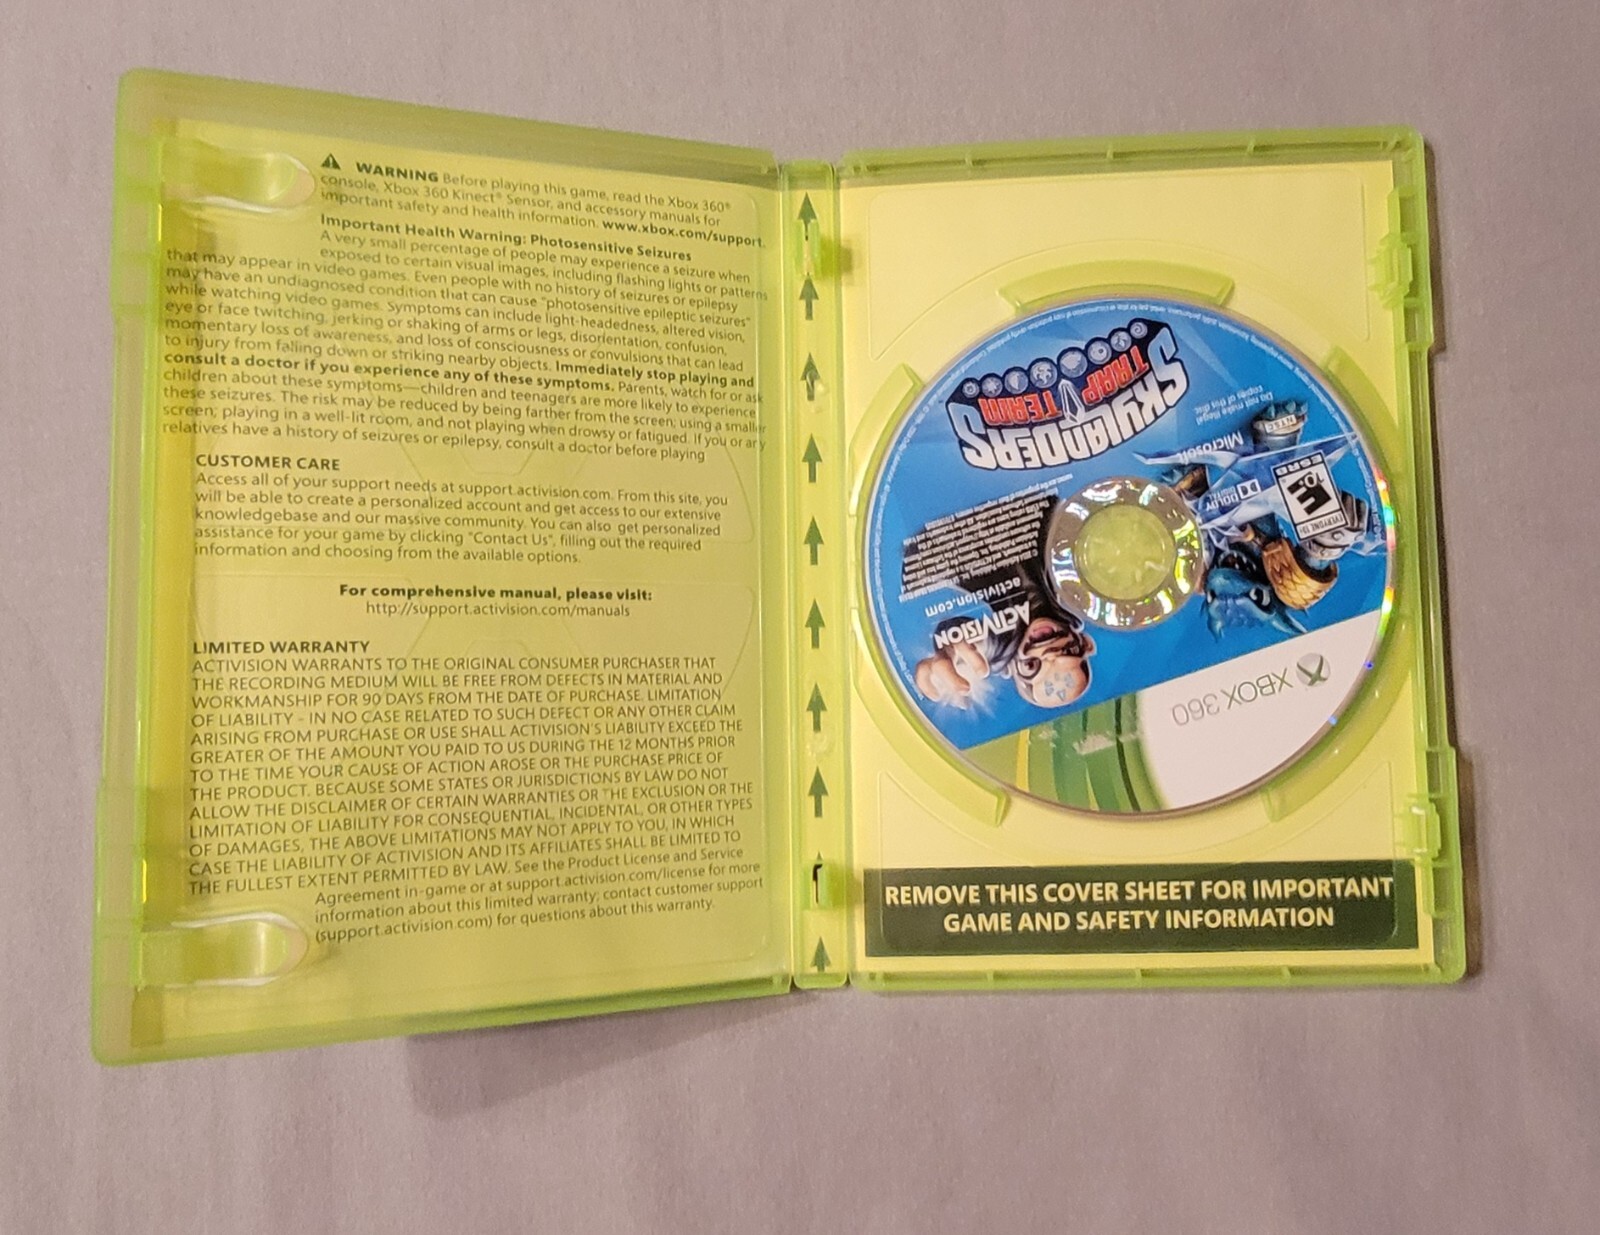 WARNING Before playing this game, read the Xbox 360®
console, Xbox 360 Kinect® Sensor, and accessory manuals for
important safety and health information. www.xbox.com/support.
Important Health Warning: Photosensitive Seizures
A very small percentage of people may experience a seizure when
exposed to certain visual images, including flashing lights or patterns
that may appear in video games. Even people with no history of seizures or epilepsy
may have an undiagnosed condition that can cause "photosensitive epileptic seizures"
while watching video games. Symptoms can include light-headedness, altered vision,
eye or face twitching, jerking or shaking of arms or legs, disorientation, confusion,
momentary loss of awareness, and loss of consciousness or convulsions that can lead
to injury from falling down or striking nearby objects. Immediately stop playing and
consult a doctor if you experience any of these symptoms. Parents, watch for or ask
children about these symptoms—children and teenagers are more likely to experience
these seizures. The risk may be reduced by being farther from the screen; using a smaller
screen; playing in a well-lit room, and not playing when drowsy or fatigued. If you or any
relatives have a history of seizures or epilepsy, consult a doctor before playing
CUSTOMER CARE
Access all of your support needs at support.activision.com. From this site, you
will be able to create a personalized account and get access to our extensive
knowledgebase and our massive community. You can also get personalized
assistance for your game by clicking "Contact Us", filling out the required
information and choosing from the available options.
For comprehensive manual, please visit:
http://support.activision.com/manuals
LIMITED WARRANTY
ACTIVISION WARRANTS TO THE ORIGINAL CONSUMER PURCHASER THAT
THE RECORDING MEDIUM WILL BE FREE FROM DEFECTS IN MATERIAL AND
WORKMANSHIP FOR 90 DAYS FROM THE DATE OF PURCHASE. LIMITATION
OF LIABILITY - IN NO CASE RELATED TO SUCH DEFECT OR ANY OTHER CLAIM
ARISING FROM PURCHASE OR USE SHALL ACTIVISION'S LIABILITY EXCEED THE
GREATER OF THE AMOUNT YOU PAID TO US DURING THE 12 MONTHS PRIOR
TO THE TIME YOUR CAUSE OF ACTION AROSE OR THE PURCHASE PRICE OF
THE PRODUCT. BECAUSE SOME STATES OR JURISDICTIONS BY LAW DO NOT
ALLOW THE DISCLAIMER OF CERTAIN WARRANTIES OR THE EXCLUSION OR THE
LIMITATION OF LIABILITY FOR CONSEQUENTIAL, INCIDENTAL, OR OTHER TYPES
OF DAMAGES, THE ABOVE LIMITATIONS MAY NOT APPLY TO YOU, IN WHICH
CASE THE LIABILITY OF ACTIVISION AND ITS AFFILIATES SHALL BE LIMITED TO
THE FULLEST EXTENT PERMITTED BY LAW. See the Product License and Service
Agreement in-game or at support.activision.com/license for more
information about this limited warranty; contact customer support
(support.activision.com) for questions about this warranty.
XBOX 360
ACTIVISION
activision.com
EVERYONE 10+
E
10+
ESRB
DOLBY
DIGITAL
Microsoft
NTSC
Do not make illegal
copies of this disc
SKYLANDERS
TRAP TEAM
REMOVE THIS COVER SHEET FOR IMPORTANT
GAME AND SAFETY INFORMATION